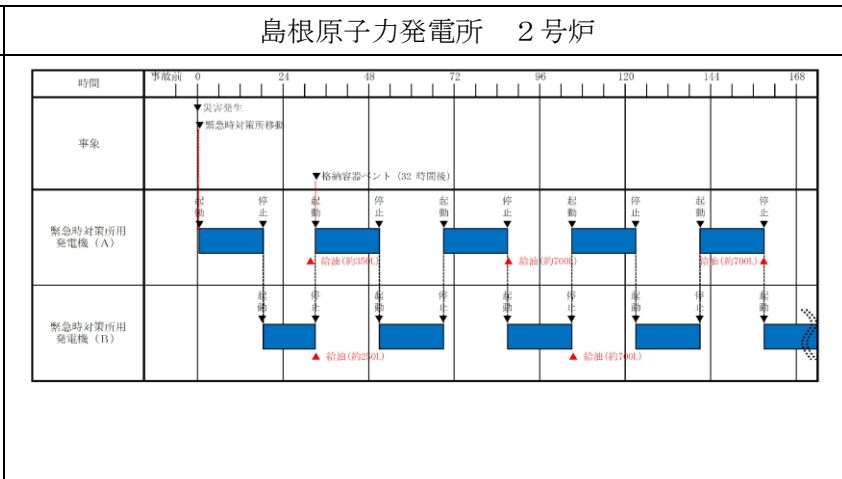 島根原子力発電所 2号炉
時間 事故前 0 24 48 72 96 120 144 168
事象
▼災害発生
▼緊急時対策所移動
▼格納容器ベント(32 時間後)
緊急時対策所用
発電機(A)
起動 停止 起動 停止 起動 停止 起動 停止 起動 停止
▲ 給油(約350L) ▲ 給油(約700L) 給油(約700L) ▲
緊急時対策所用
発電機(B)
起動 停止 起動 停止 起動 停止 起動 停止 起動
▲ 給油(約250L) ▲ 給油(約700L)